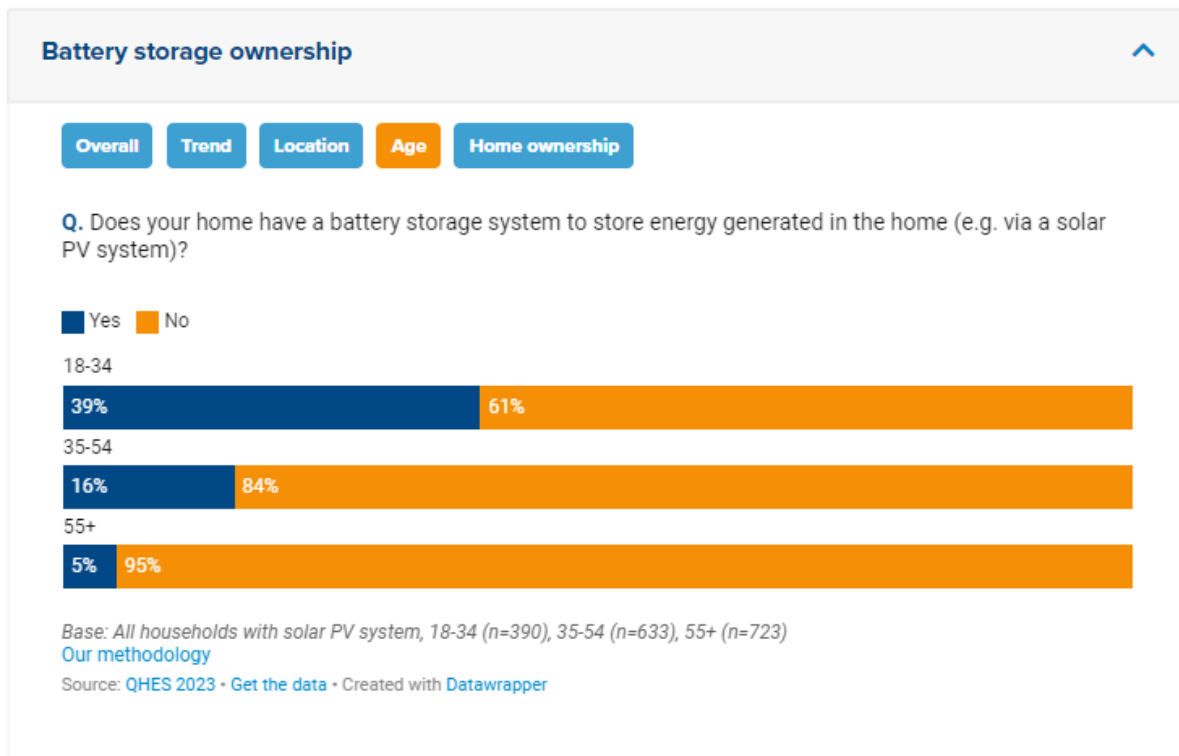 Battery storage ownership
Overall Trend Location Age Home ownership
Q. Does your home have a battery storage system to store energy generated in the home (e.g. via a solar
PV system)?
Yes No
18-34
39% 61%
35-54
16% 84%
55+
5% 95%
Base: All households with solar PV system, 18-34 (n=390), 35-54 (n=633), 55+ (n=723)
Our methodology
Source: QHES 2023 • Get the data • Created with Datawrapper